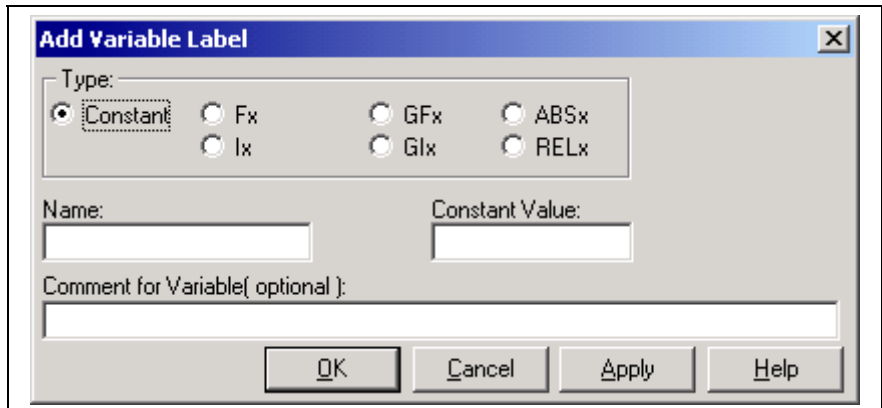 Add Variable Label
Type:
Constant Fx GFx ABSx
Ix GIx RELx
Name: Constant Value:
Comment for Variable( optional ):
OK Cancel Apply Help